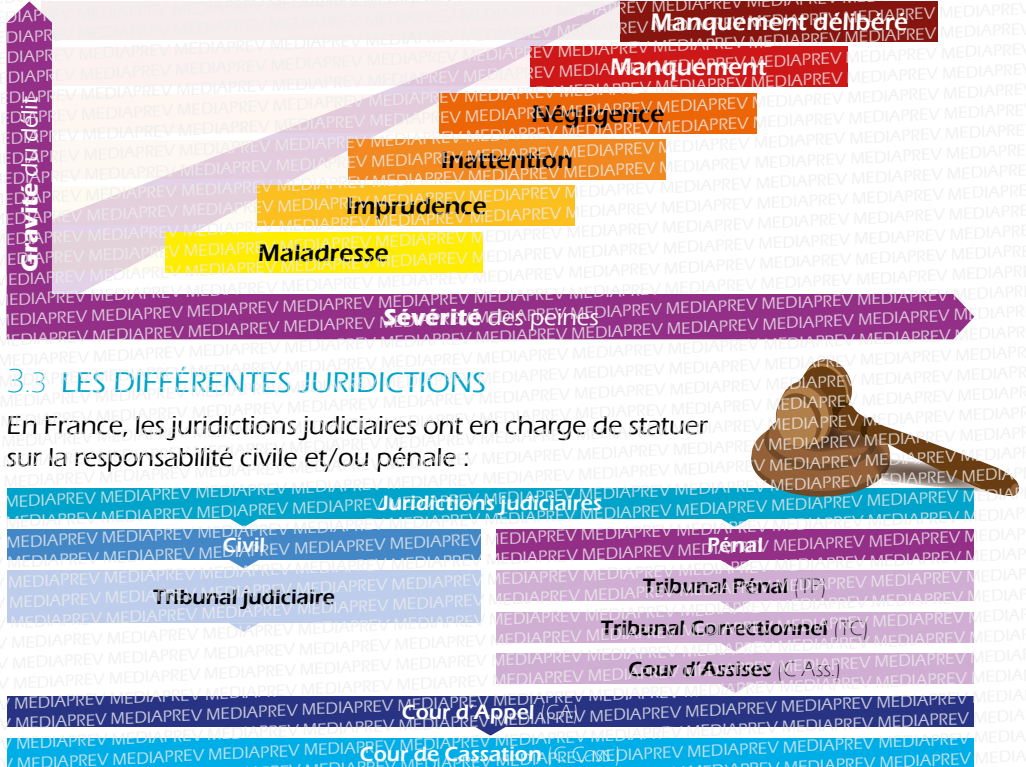 Manquement délibéré
Manquement
Négligence
Inattention
Imprudence
Maladresse
Gravité du délit
Sévérité des peines
3.3 LES DIFFÉRENTES JURIDICTIONS
En France, les juridictions judiciaires ont en charge de statuer
sur la responsabilité civile et/ou pénale :
Juridictions judiciaires
Civil
Pénal
Tribunal judiciaire
Tribunal Pénal (TP)
Tribunal Correctionnel (TC)
Cour d'Assises (C Ass.)
Cour d'Appel (CA)
Cour de Cassation (C Cass.)
MEDIAPREV